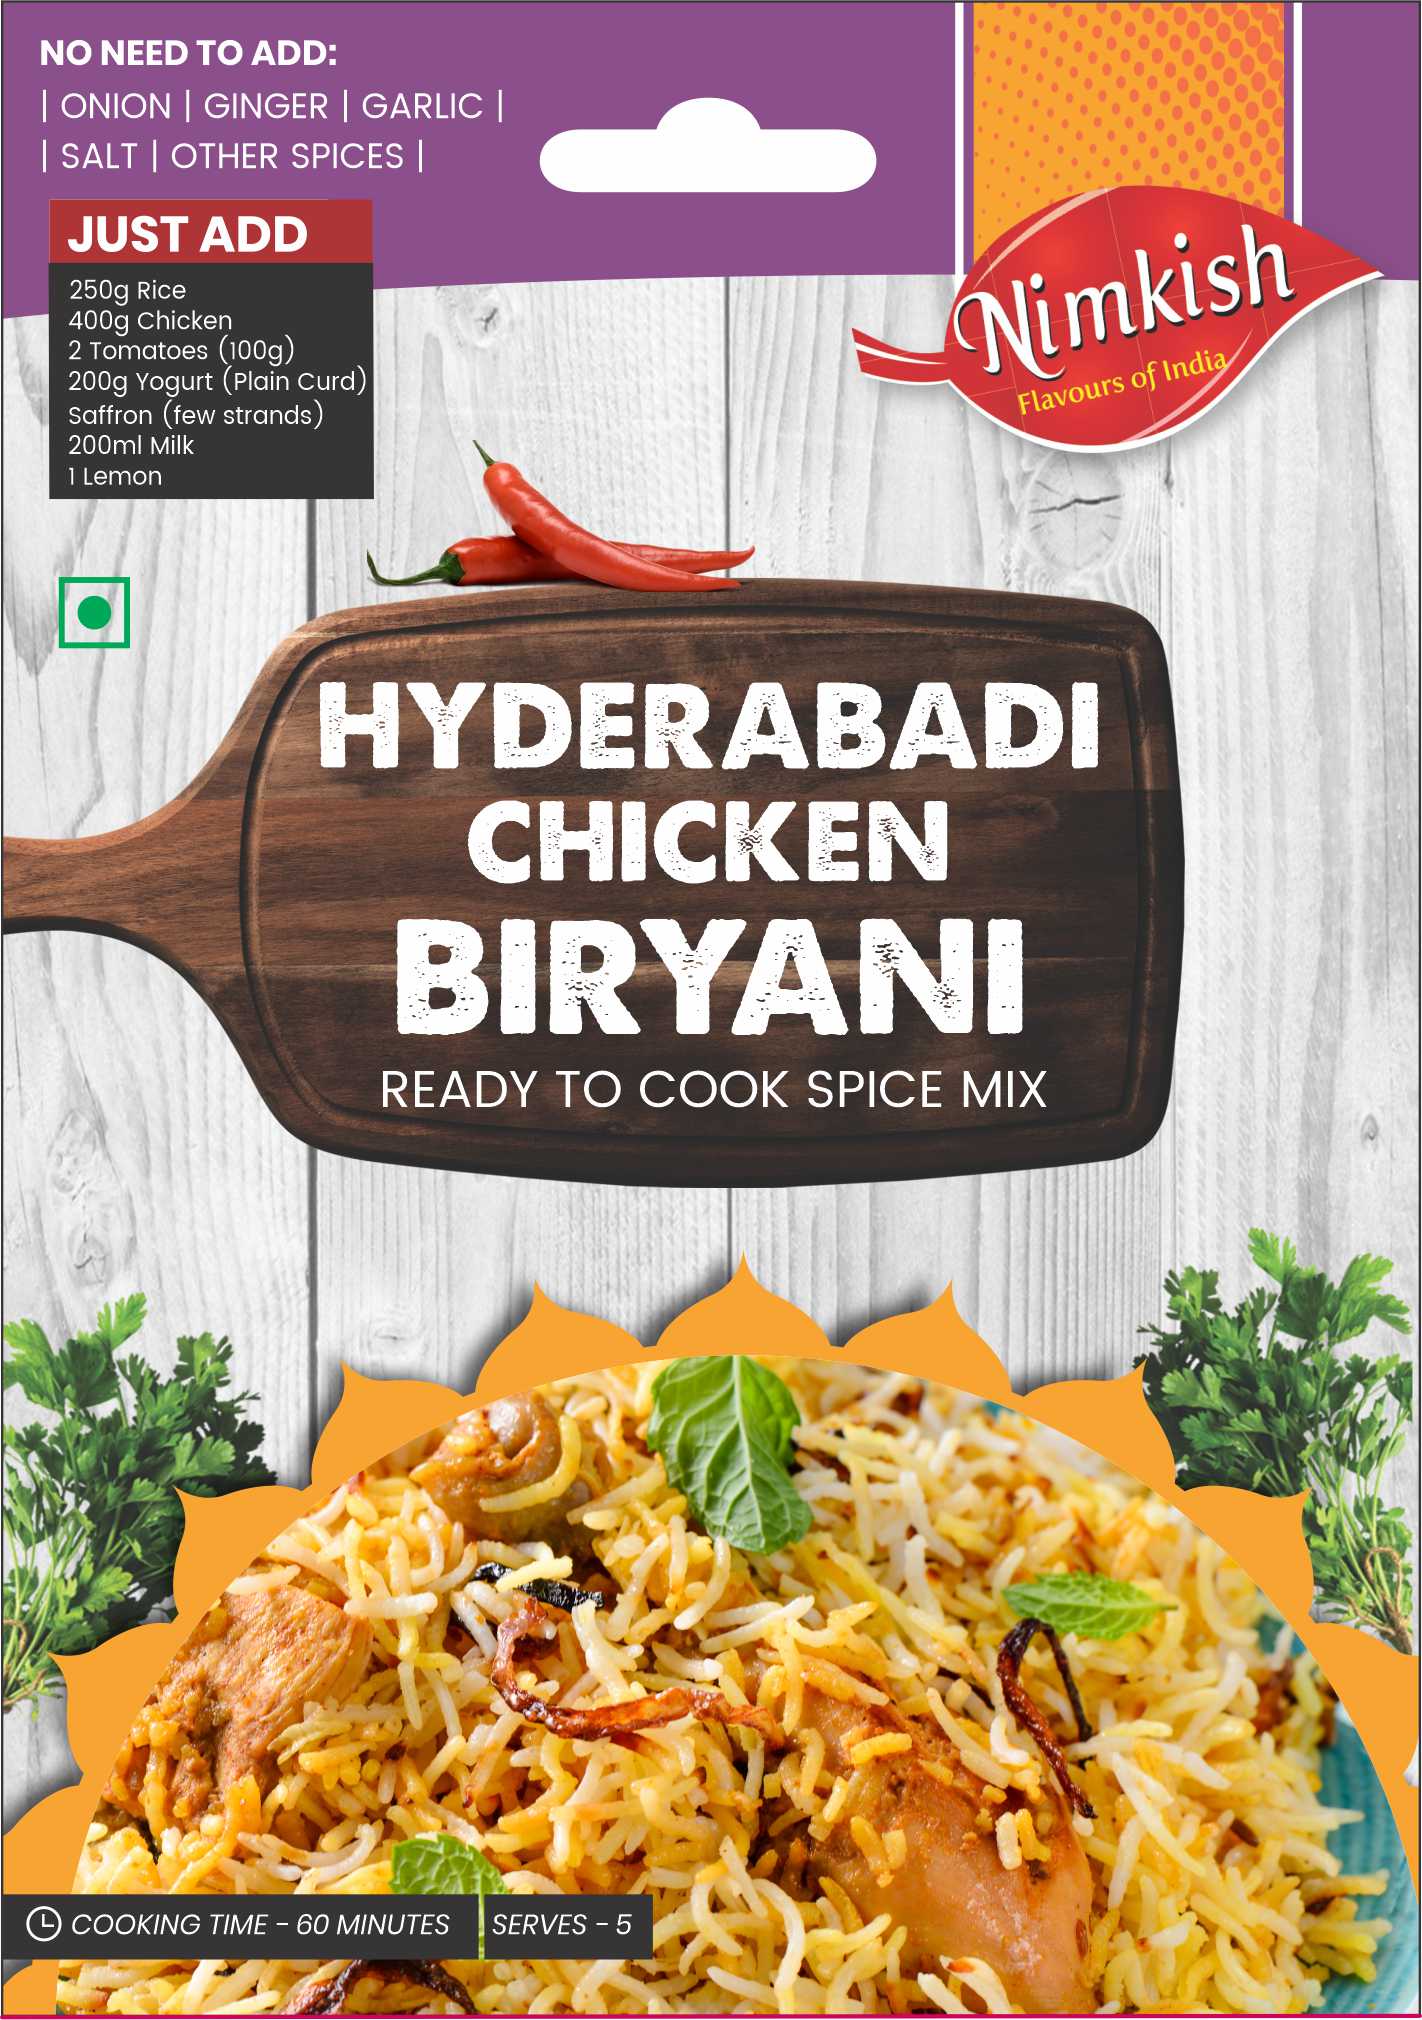 NO NEED TO ADD:
| ONION | GINGER | GARLIC |
| SALT | OTHER SPICES |
JUST ADD
250g Rice
400g Chicken
2 Tomatoes (100g)
200g Yogurt (Plain Curd)
Saffron (few strands)
200ml Milk
1 Lemon
Nimkish
Flavours of India
HYDERABADI
CHICKEN
BIRYANI
READY TO COOK SPICE MIX
COOKING TIME - 60 MINUTES
SERVES - 5